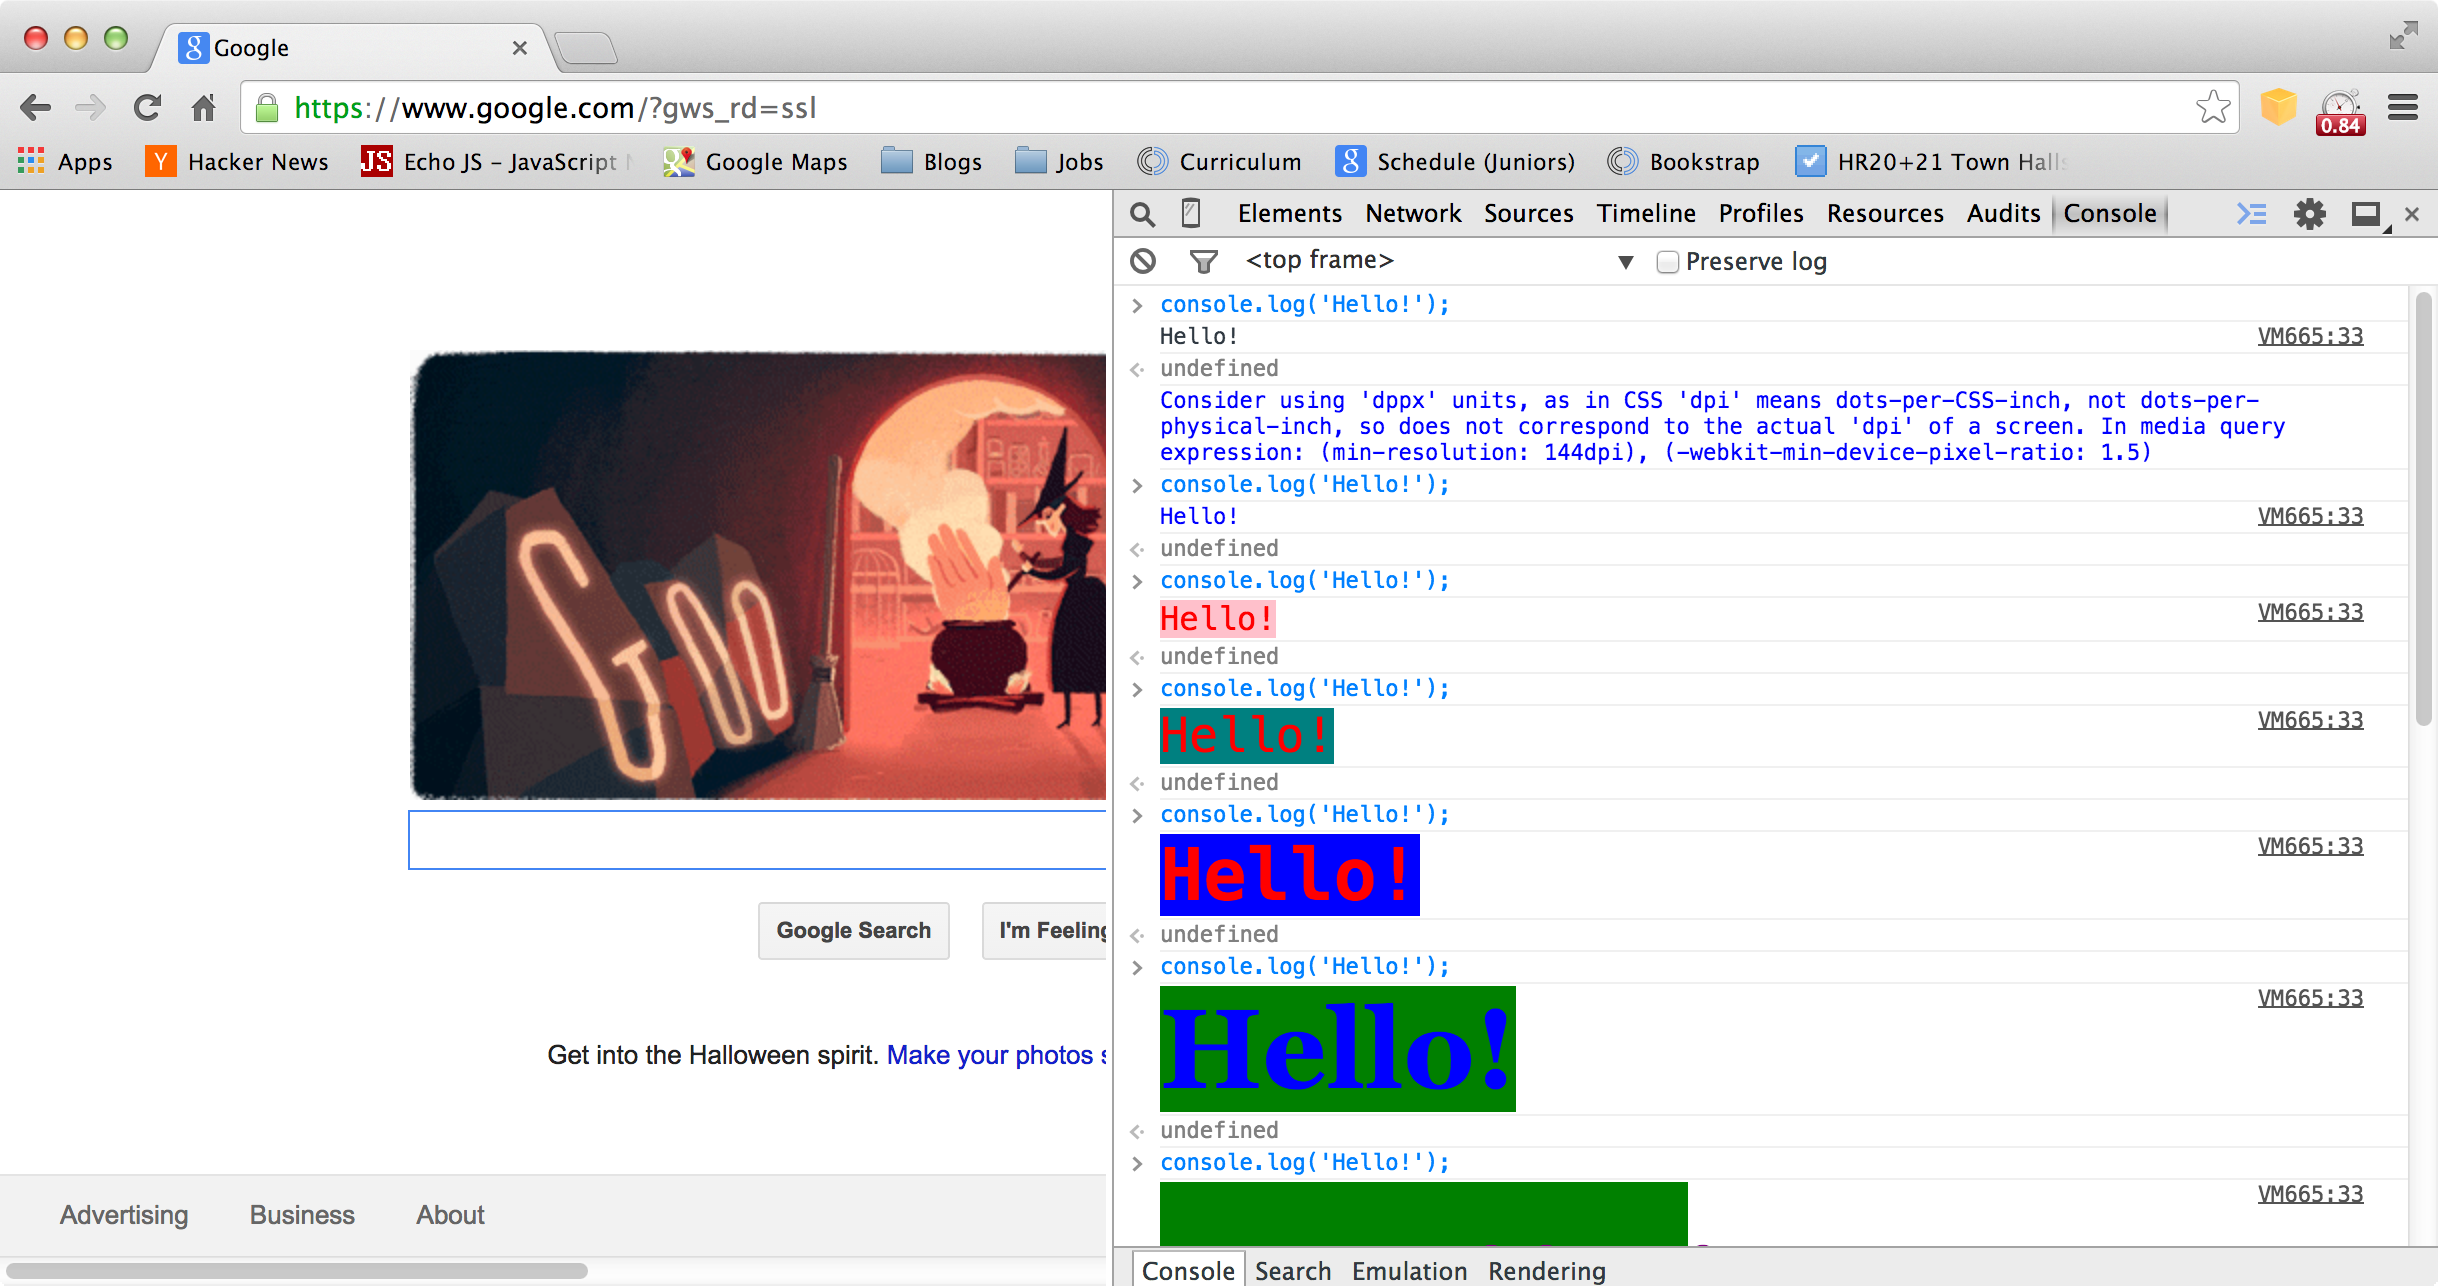 Google
https://www.google.com/?gws_rd=ssl
0.84
Apps Hacker News Echo JS – JavaScript Google Maps Blogs Jobs Curriculum Schedule (Juniors) Bookstrap HR20+21 Town Halls
Elements Network Sources Timeline Profiles Resources Audits Console
<top frame> Preserve log
console.log('Hello!');
Hello! VM665:33
undefined
Consider using 'dppx' units, as in CSS 'dpi' means dots-per-CSS-inch, not dots-per-
physical-inch, so does not correspond to the actual 'dpi' of a screen. In media query
expression: (min-resolution: 144dpi), (-webkit-min-device-pixel-ratio: 1.5)
console.log('Hello!');
Hello! VM665:33
undefined
console.log('Hello!');
Hello! VM665:33
undefined
console.log('Hello!');
Hello! VM665:33
undefined
console.log('Hello!');
Hello! VM665:33
undefined
console.log('Hello!');
Hello! VM665:33
undefined
console.log('Hello!');
VM665:33
Console Search Emulation Rendering
Goo
Google Search I'm Feeling
Get into the Halloween spirit. Make your photos
Advertising Business About